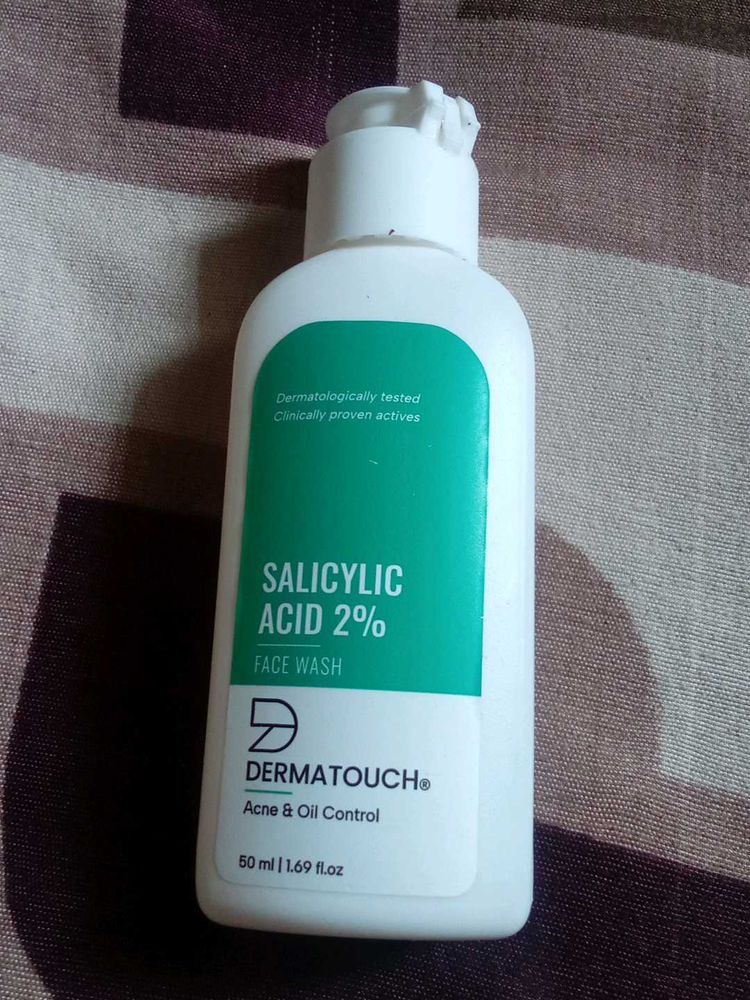 Dermatologically tested
Clinically proven actives
SALICYLIC
ACID 2%
FACE WASH
DERMATOUCH®
Acne & Oil Control
50 ml | 1.69 fl.oz